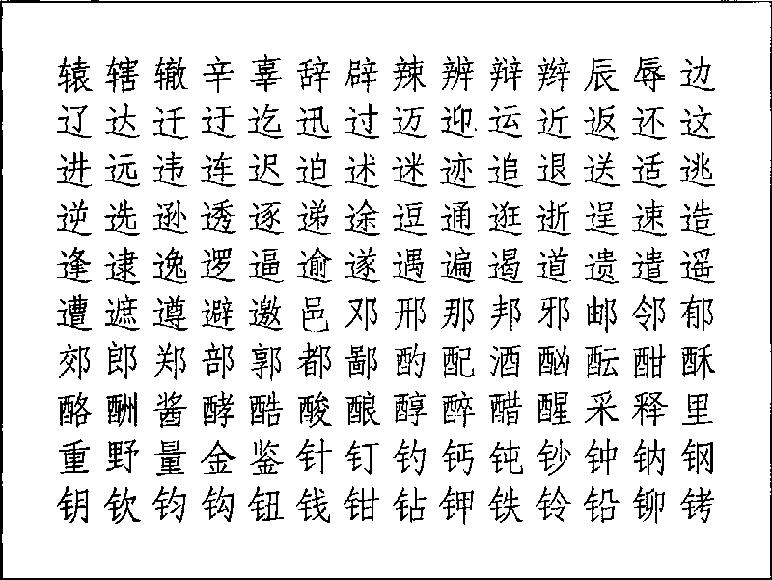 辕辖辙辛辜辞辟辣辨辩辫辰辱边
辽达迁迂迄迅过迈迎运近返还这
进远违连迟迫述迷迹追退送适逃
逆选逊透逐递途逗通逛逝逞速造
逢逮逸逻逼逾遂遇遍遏道遗遣遥
遭遮遵避邀邑邓邢那邦邪邮邻郁
郊郎郑部郭都鄙酌配酒酗酝酣酥
酪酬酱酵酷酸酿醇醉醋醒采释里
重野量金鉴针钉钓钙钝钞钟钠钢
钥钦钧钩钮钱钳钻钾铁铃铅铆铐